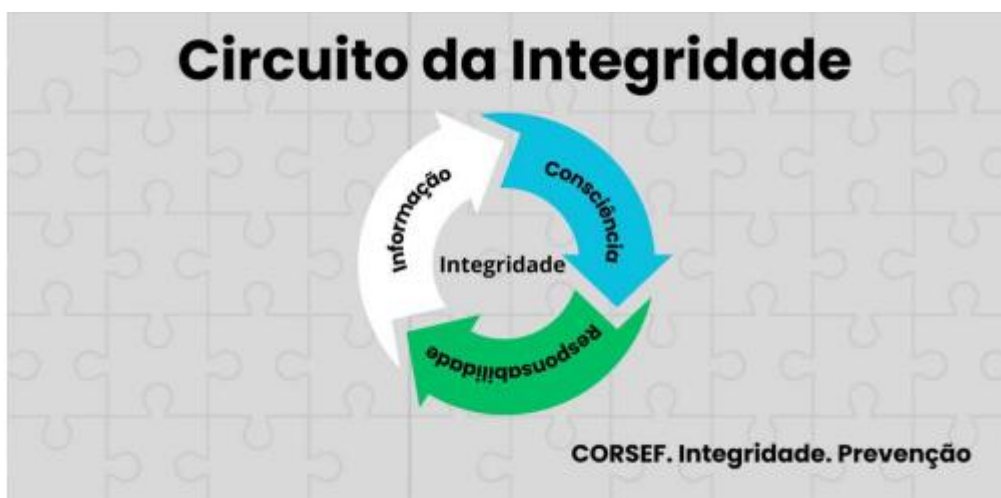 Circuito da Integridade
Informação
Consciência
Integridade
Responsabilidade
CORSEF. Integridade. Prevenção